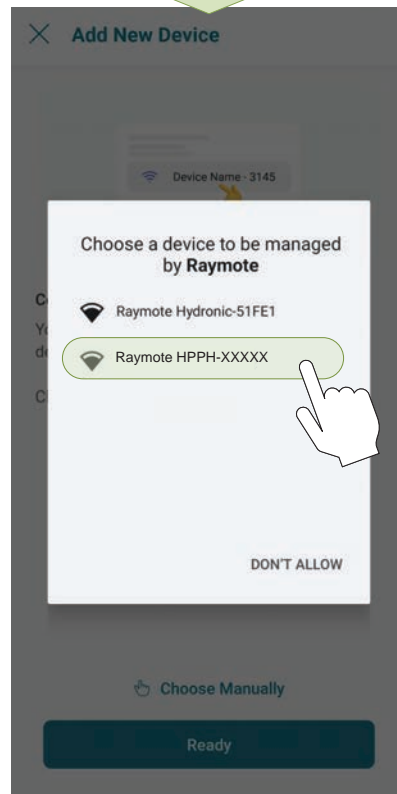 Add New Device
Device Name - 3145
Choose a device to be managed
by Raymote
Raymote Hydronic-51FE1
Raymote HPPH-XXXXX
DON'T ALLOW
Choose Manually
Ready